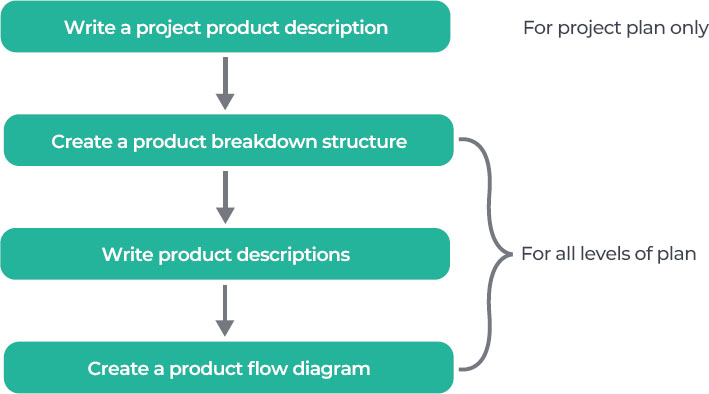 Write a project product description
For project plan only
Create a product breakdown structure
Write product descriptions
For all levels of plan
Create a product flow diagram